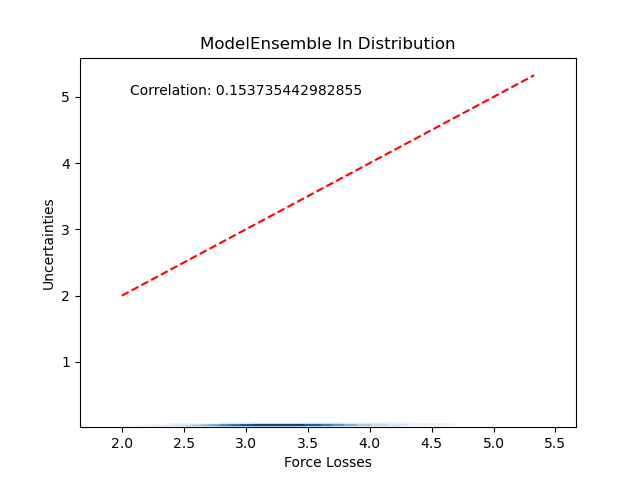 ModelEnsemble In Distribution
Correlation: 0.153735442982855
Uncertainties
5
4
3
2
1
2.0 2.5 3.0 3.5 4.0 4.5 5.0 5.5
Force Losses